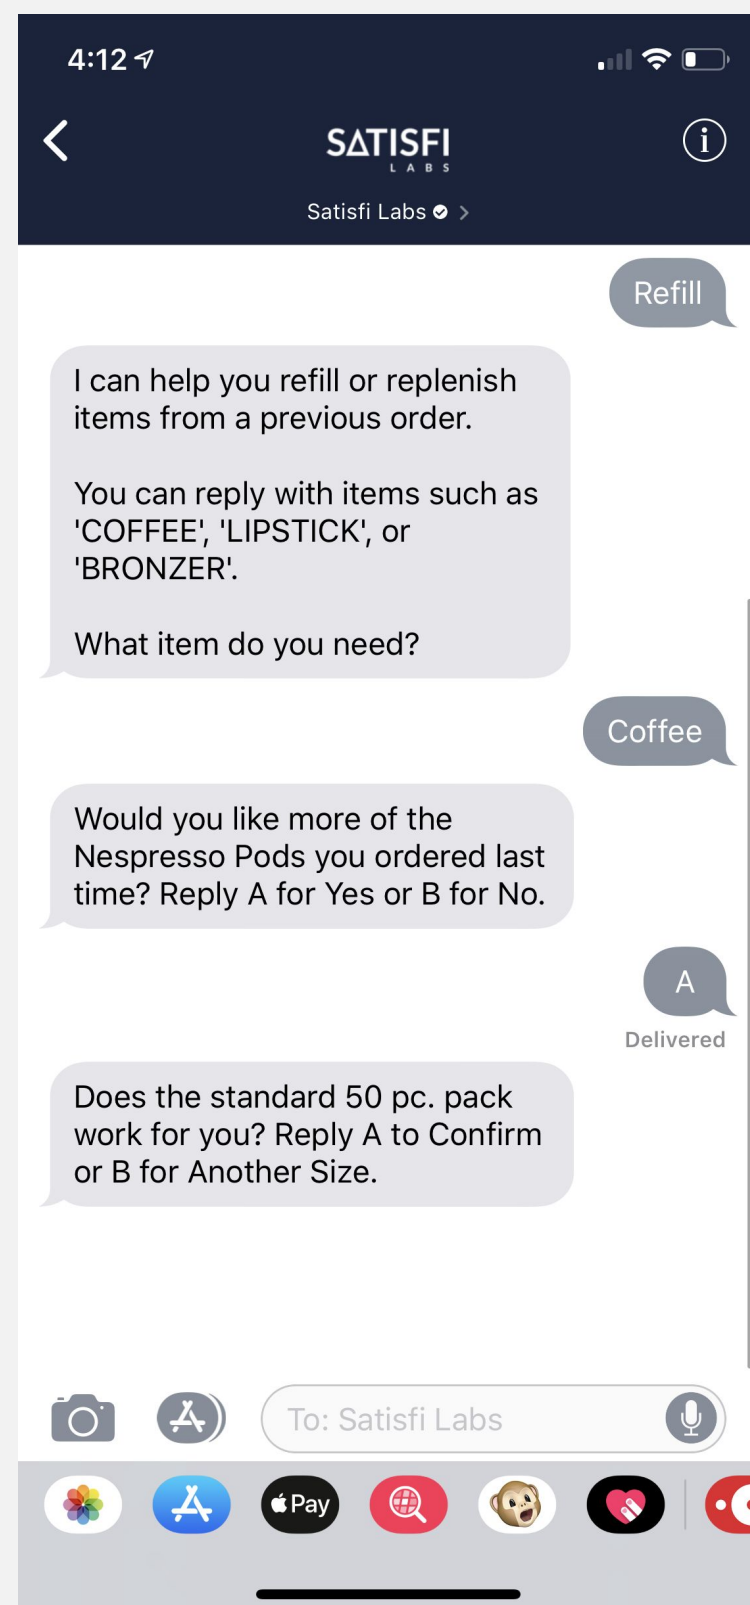 4:12
SATISFI
LABS
Satisfi Labs
Refill
I can help you refill or replenish
items from a previous order.
You can reply with items such as
'COFFEE', 'LIPSTICK', or
'BRONZER'.
What item do you need?
Coffee
Would you like more of the
Nespresso Pods you ordered last
time? Reply A for Yes or B for No.
A
Delivered
Does the standard 50 pc. pack
work for you? Reply A to Confirm
or B for Another Size.
To: Satisfi Labs
Pay